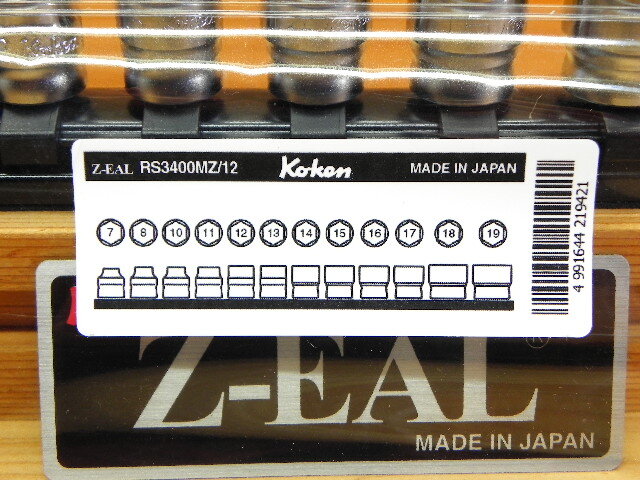 Z-EAL RS3400MZ/12 Koken MADE IN JAPAN
7 8 10 11 12 13 14 15 16 17 18 19
4 991644 219421
Z-EAL ®
MADE IN JAPAN